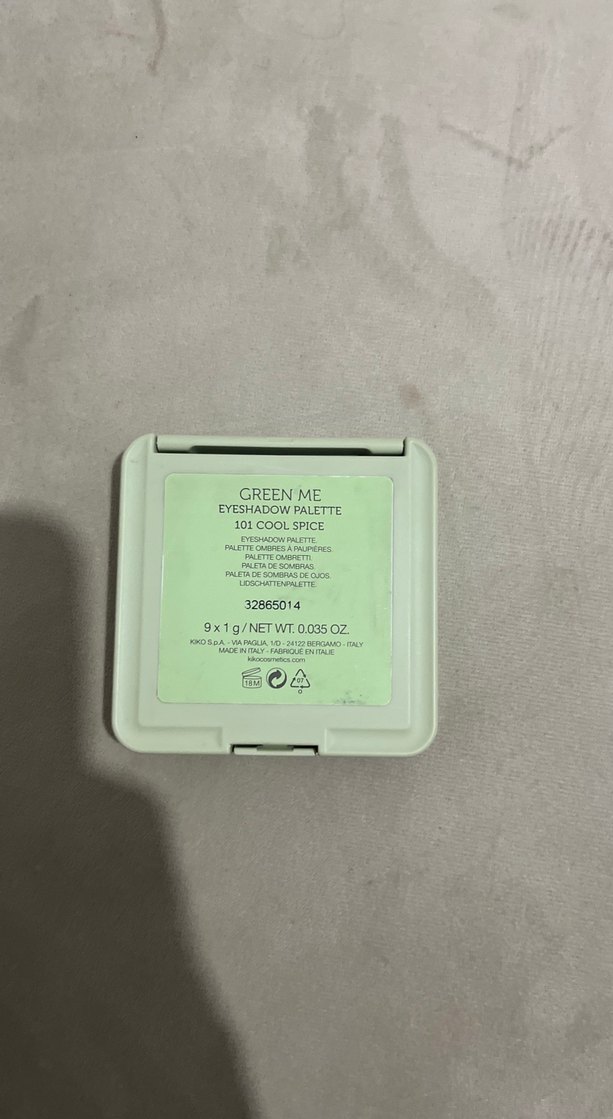 GREEN ME
EYESHADOW PALETTE
101 COOL SPICE
EYESHADOW PALETTE.
PALETTE OMBRES À PAUPIÈRES.
PALETTE OMBRETTI.
PALETA DE SOMBRAS.
PALETA DE SOMBRAS DE OJOS.
LIDSCHATTENPALETTE.
32865014
9 x 1 g / NET WT. 0.035 OZ.
KIKO S.p.A. - VIA PAGLIA, 1/D - 24122 BERGAMO - ITALY
MADE IN ITALY - FABRIQUÉ EN ITALIE
kikocosmetics.com
18M
07
O